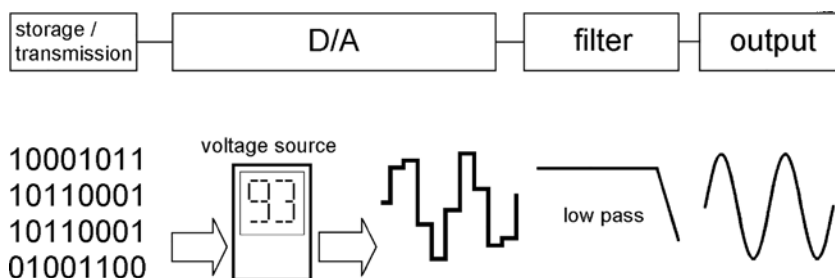 storage /
transmission
D/A
filter
output
voltage source
10001011
10110001
10110001
01001100
93
low pass